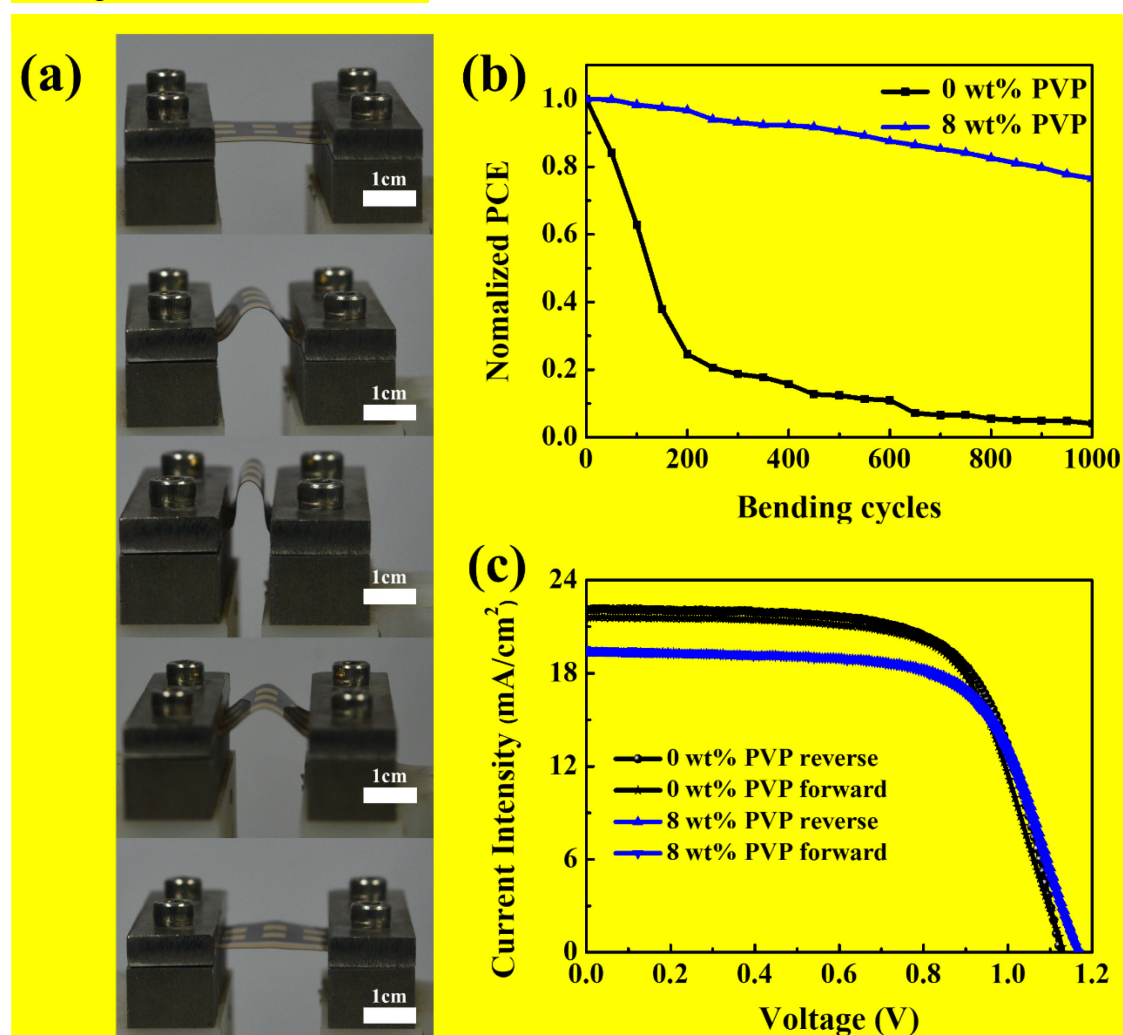 (a)
1cm
1cm
1cm
1cm
1cm
(b)
0 wt% PVP
8 wt% PVP
Nomalized PCE
1.0
0.8
0.6
0.4
0.2
0.0
0 200 400 600 800 1000
Bending cycles
(c)
Current Intensity (mA/cm²)
24
18
12
6
0
0 wt% PVP reverse
0 wt% PVP forward
8 wt% PVP reverse
8 wt% PVP forward
0.0 0.2 0.4 0.6 0.8 1.0 1.2
Voltage (V)